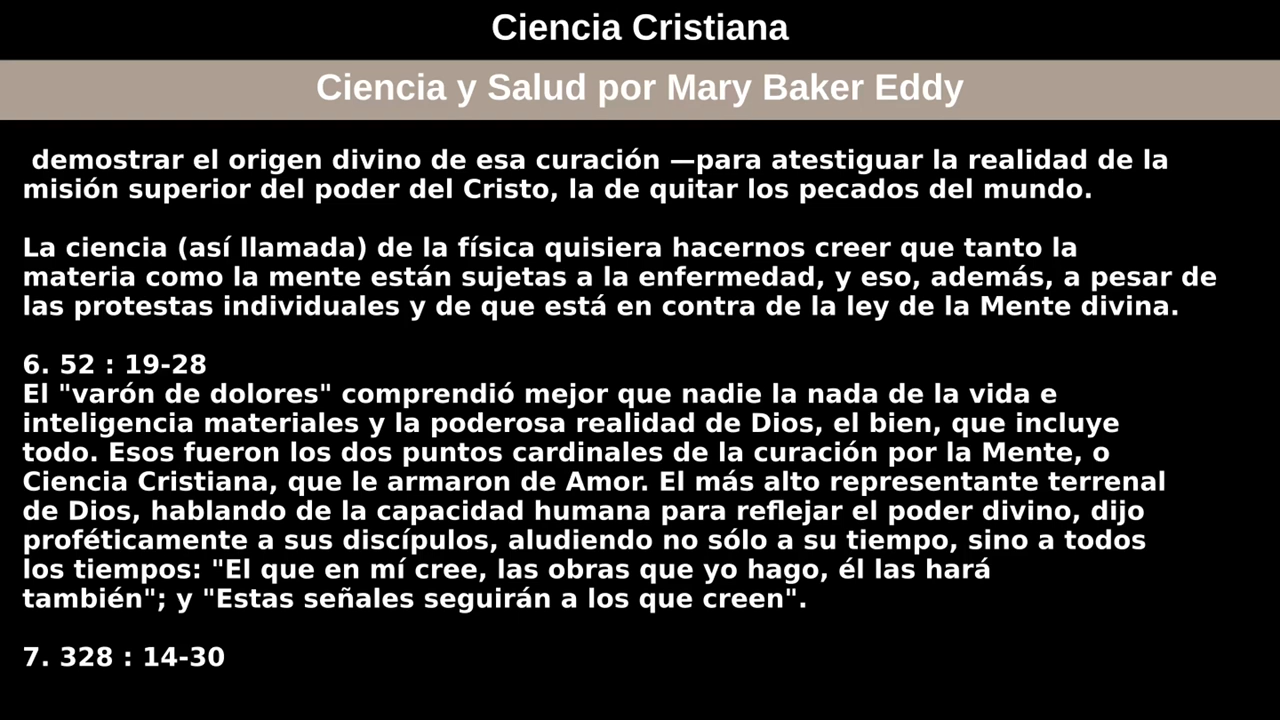 Ciencia Cristiana
Ciencia y Salud por Mary Baker Eddy
demostrar el origen divino de esa curación —para atestiguar la realidad de la
misión superior del poder del Cristo, la de quitar los pecados del mundo.
La ciencia (así llamada) de la física quisiera hacernos creer que tanto la
materia como la mente están sujetas a la enfermedad, y eso, además, a pesar de
las protestas individuales y de que está en contra de la ley de la Mente divina.
6. 52 : 19-28
El "varón de dolores" comprendió mejor que nadie la nada de la vida e
inteligencia materiales y la poderosa realidad de Dios, el bien, que incluye
todo. Esos fueron los dos puntos cardinales de la curación por la Mente, o
Ciencia Cristiana, que le armaron de Amor. El más alto representante terrenal
de Dios, hablando de la capacidad humana para reflejar el poder divino, dijo
proféticamente a sus discípulos, aludiendo no sólo a su tiempo, sino a todos
los tiempos: "El que en mí cree, las obras que yo hago, él las hará
también"; y "Estas señales seguirán a los que creen".
7. 328 : 14-30